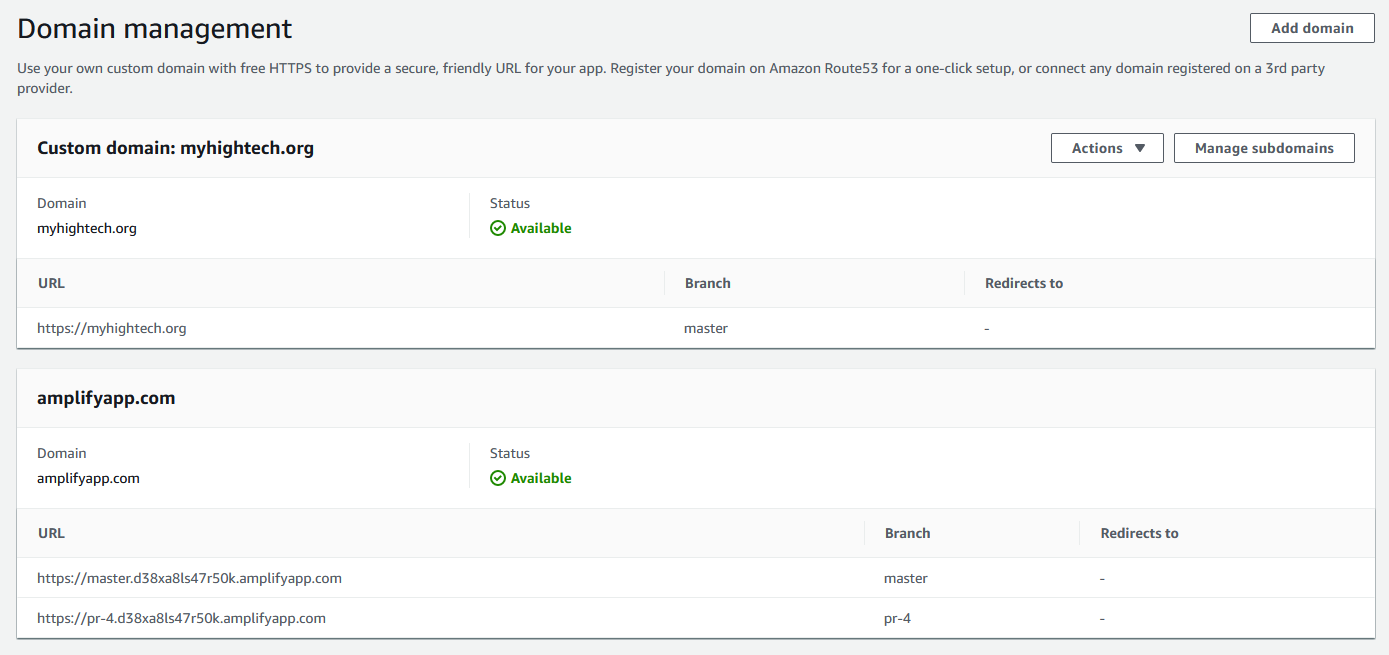 Domain management
Add domain
Use your own custom domain with free HTTPS to provide a secure, friendly URL for your app. Register your domain on Amazon Route53 for a one-click setup, or connect any domain registered on a 3rd party
provider.
Custom domain: myhightech.org
Actions
Manage subdomains
Domain
Status
myhightech.org
Available
URL
Branch
Redirects to
https://myhightech.org
master
-
amplifyapp.com
Domain
Status
amplifyapp.com
Available
URL
Branch
Redirects to
https://master.d38xa8ls47r50k.amplifyapp.com
master
-
https://pr-4.d38xa8ls47r50k.amplifyapp.com
pr-4
-